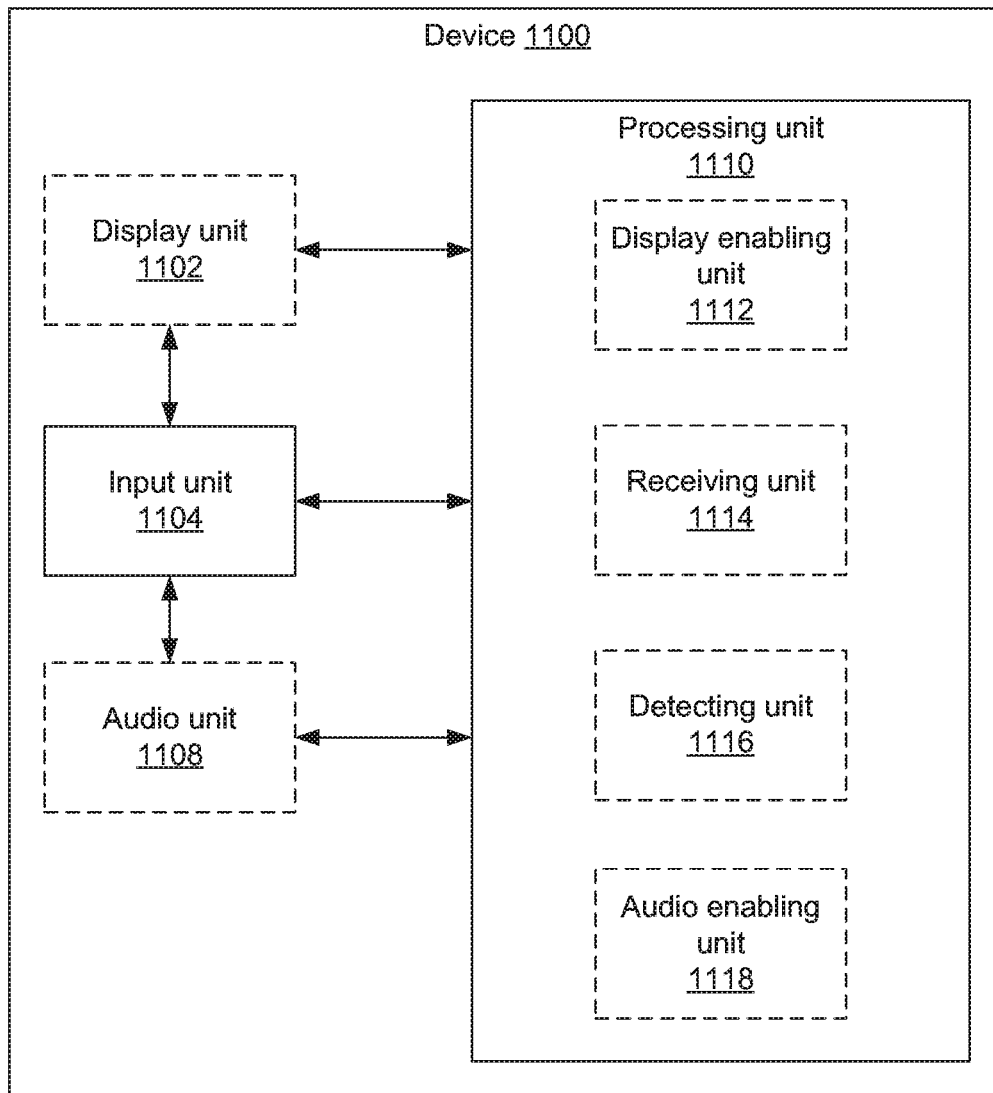 Device 1100
Display unit
1102
Input unit
1104
Audio unit
1108
Processing unit
1110
Display enabling
unit
1112
Receiving unit
1114
Detecting unit
1116
Audio enabling
unit
1118